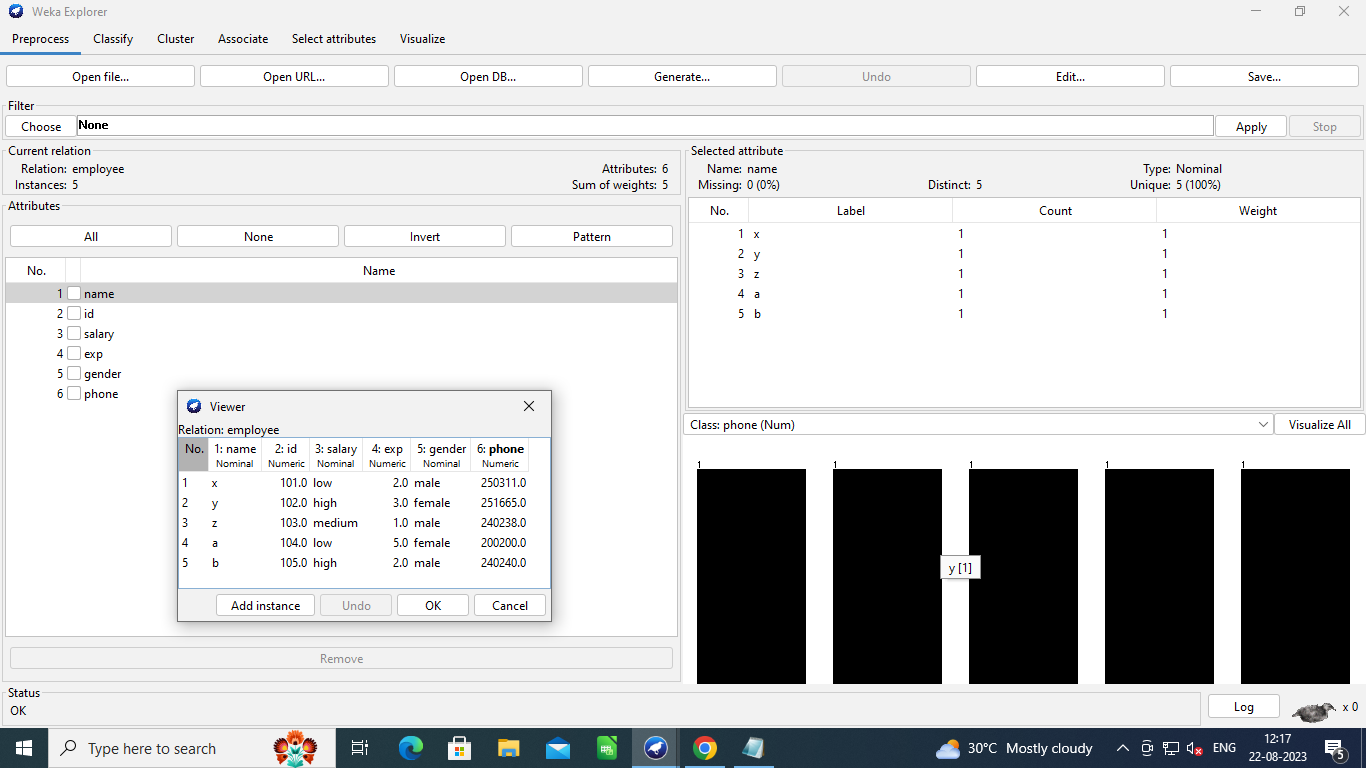 Weka Explorer
Preprocess Classify Cluster Associate Select attributes Visualize
Open file... Open URL... Open DB... Generate... Undo Edit... Save...
Filter
Choose None Apply Stop
Current relation
Relation: employee Attributes: 6
Instances: 5 Sum of weights: 5
Attributes
All None Invert Pattern
No. Name
1 name
2 id
3 salary
4 exp
5 gender
6 phone
Viewer
Relation: employee
No. 1: name 2: id 3: salary 4: exp 5: gender 6: phone
Nominal Numeric Nominal Numeric Nominal Numeric
1 x 101.0 low 2.0 male 250311.0
2 y 102.0 high 3.0 female 251665.0
3 z 103.0 medium 1.0 male 240238.0
4 a 104.0 low 5.0 female 200200.0
5 b 105.0 high 2.0 male 240240.0
Add instance Undo OK Cancel
Remove
Selected attribute
Name: name Type: Nominal
Missing: 0 (0%) Distinct: 5 Unique: 5 (100%)
No. Label Count Weight
1 x 1 1
2 y 1 1
3 z 1 1
4 a 1 1
5 b 1 1
Class: phone (Num) Visualize All
1 1 1 1 1
y [1]
Status
OK
Log x 0
Type here to search
30°C Mostly cloudy
ENG
12:17
22-08-2023
5